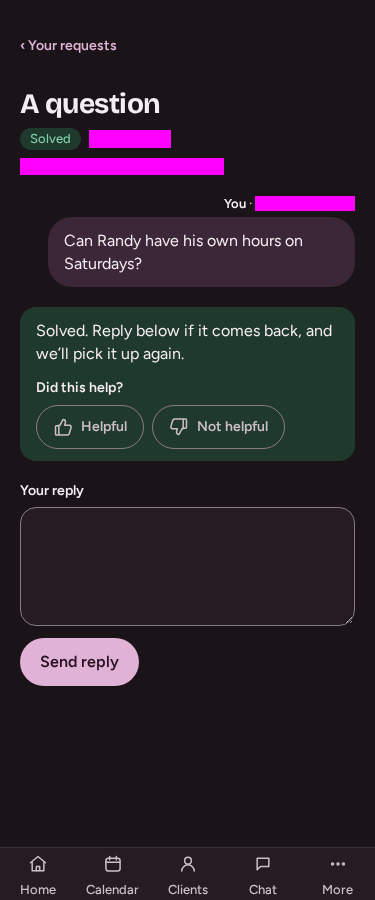 ‹ Your requests
A question
Solved
You ·
Can Randy have his own hours on
Saturdays?
Solved. Reply below if it comes back, and
we’ll pick it up again.
Did this help?
Helpful
Not helpful
Your reply
Send reply
Home
Calendar
Clients
Chat
More